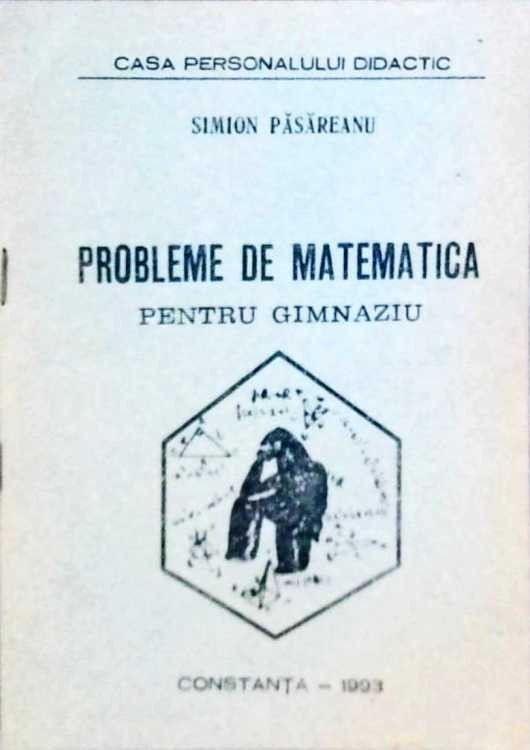 CASA PERSONALULUI DIDACTIC
SIMION PĂSĂREANU
PROBLEME DE MATEMATICA
PENTRU GIMNAZIU
CONSTANȚA — 1993